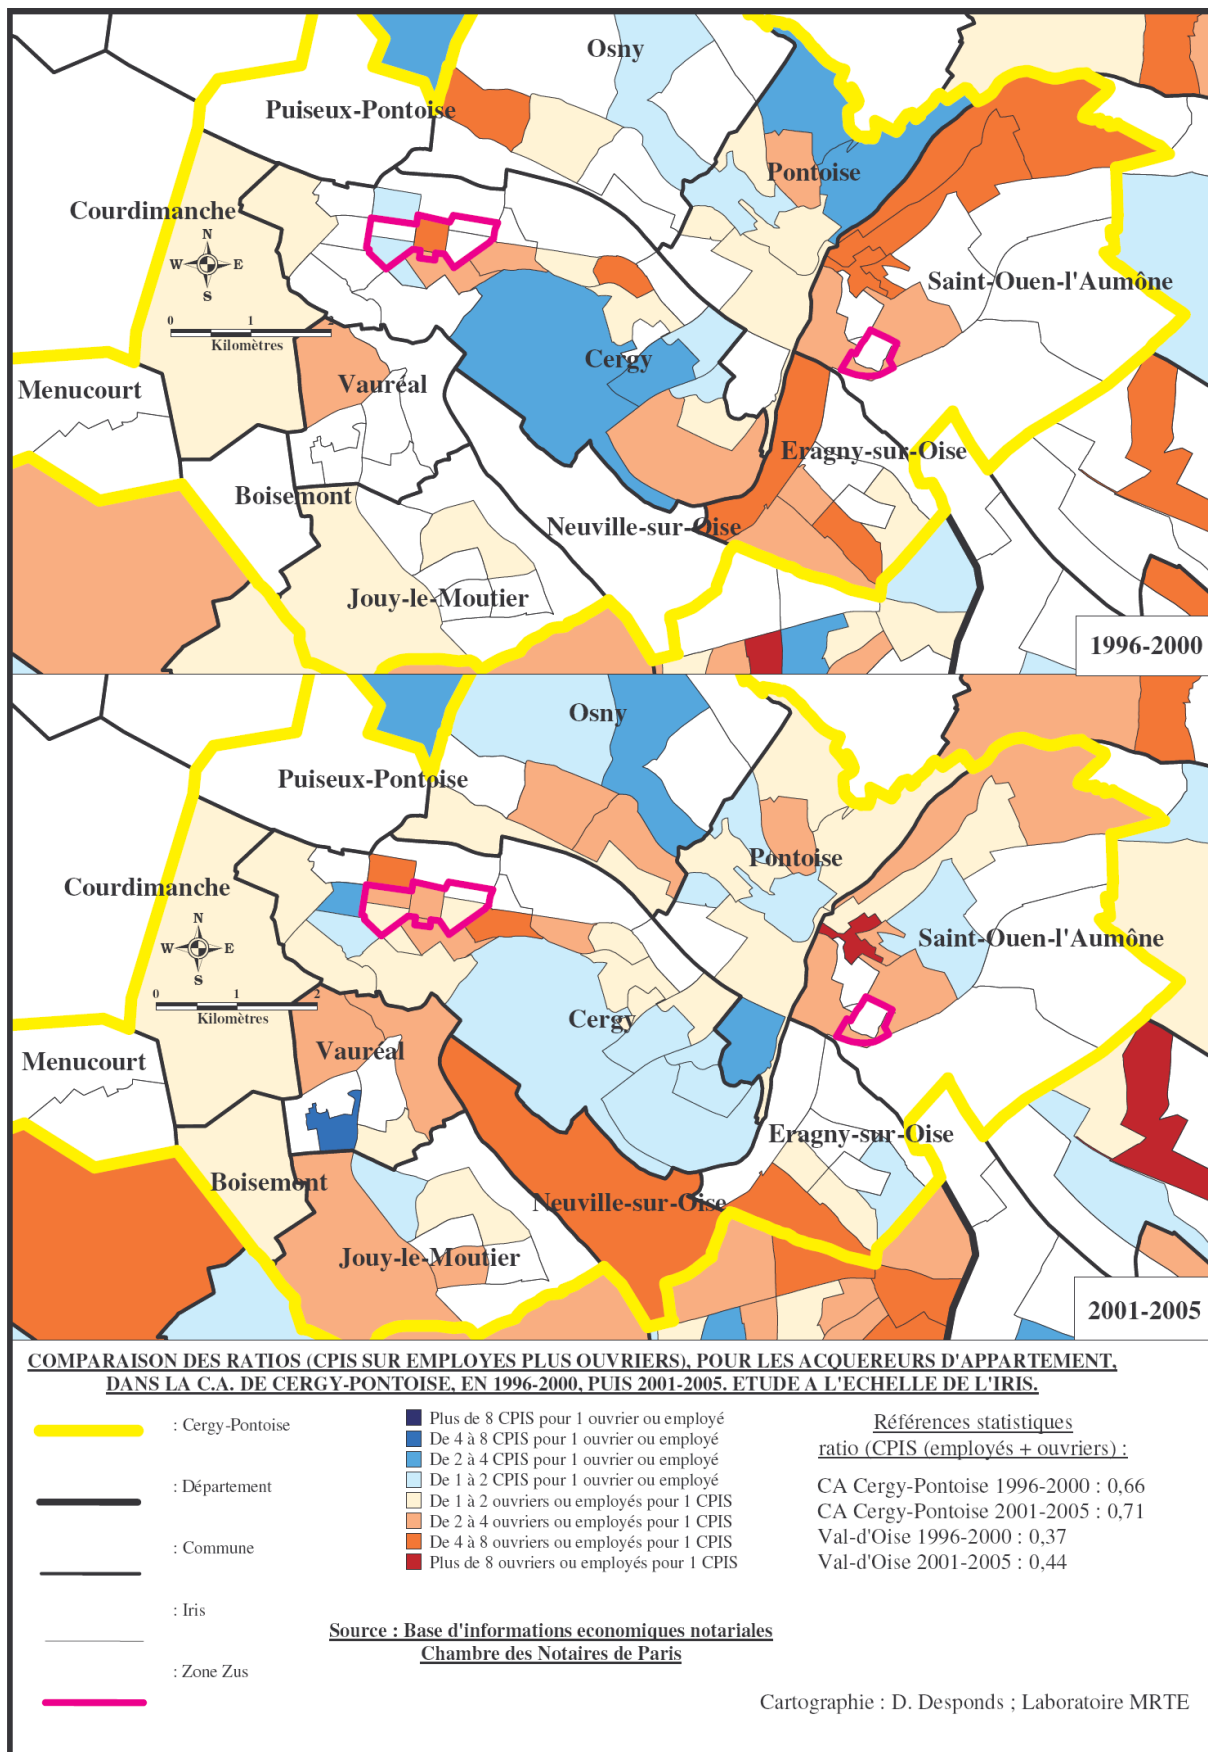 Osny
Puiseux-Pontoise
Pontoise
Courdimanche
N
W E
S
0 1 2
Kilomètres
Saint-Ouen-l'Aumône
Cergy
Menucourt
Vauréal
Eragny-sur-Oise
Boisemont
Neuville-sur-Oise
Jouy-le-Moutier
1996-2000
Osny
Puiseux-Pontoise
Pontoise
Courdimanche
N
W E
S
0 1 2
Kilomètres
Saint-Ouen-l'Aumône
Cergy
Vauréal
Menucourt
Eragny-sur-Oise
Boisemont
Neuville-sur-Oise
Jouy-le-Moutier
2001-2005
COMPARAISON DES RATIOS (CPIS SUR EMPLOYES PLUS OUVRIERS), POUR LES ACQUEREURS D'APPARTEMENT,
DANS LA C.A. DE CERGY-PONTOISE, EN 1996-2000, PUIS 2001-2005. ETUDE A L'ECHELLE DE L'IRIS.
: Cergy-Pontoise
: Département
: Commune
: Iris
: Zone Zus
Plus de 8 CPIS pour 1 ouvrier ou employé
De 4 à 8 CPIS pour 1 ouvrier ou employé
De 2 à 4 CPIS pour 1 ouvrier ou employé
De 1 à 2 CPIS pour 1 ouvrier ou employé
De 1 à 2 ouvriers ou employés pour 1 CPIS
De 2 à 4 ouvriers ou employés pour 1 CPIS
De 4 à 8 ouvriers ou employés pour 1 CPIS
Plus de 8 ouvriers ou employés pour 1 CPIS
Références statistiques
ratio (CPIS (employés + ouvriers) :
CA Cergy-Pontoise 1996-2000 : 0,66
CA Cergy-Pontoise 2001-2005 : 0,71
Val-d'Oise 1996-2000 : 0,37
Val-d'Oise 2001-2005 : 0,44
Source : Base d'informations economiques notariales
Chambre des Notaires de Paris
Cartographie : D. Desponds ; Laboratoire MRTE